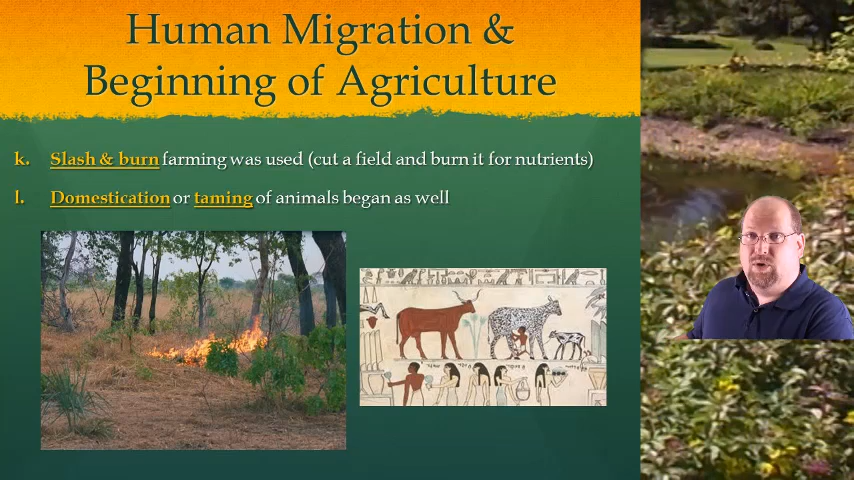 Human Migration &
Beginning of Agriculture
k. Slash & burn farming was used (cut a field and burn it for nutrients)
l. Domestication or taming of animals began as well